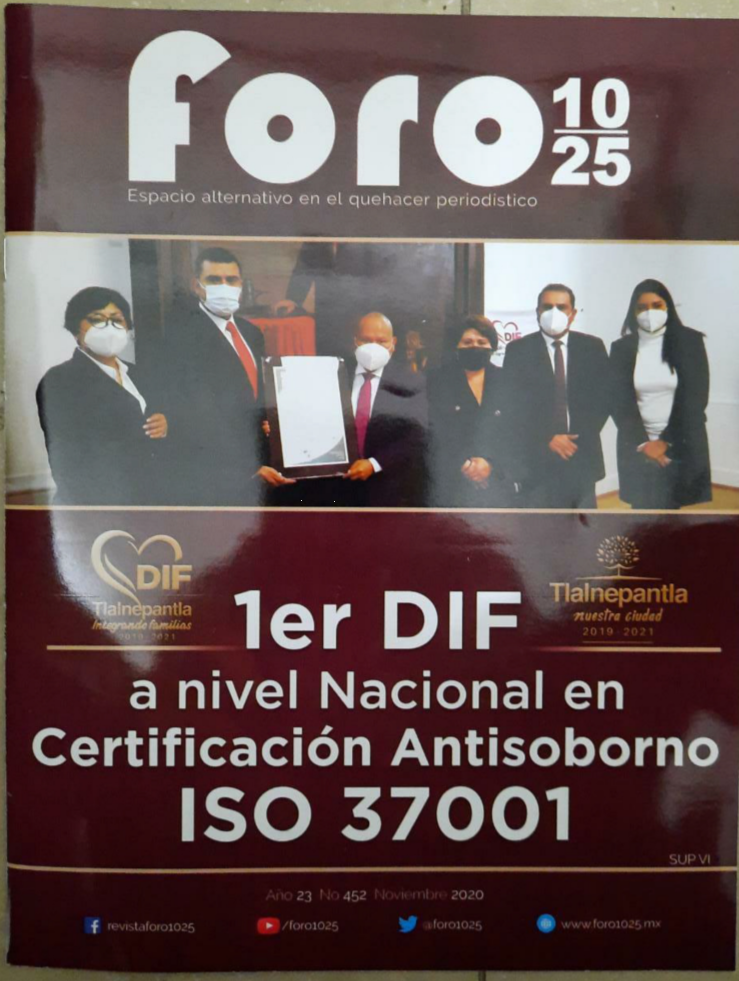 foro 10
25
Espacio alternativo en el quehacer periodístico
DIF
DIF
Tlalnepantla
Integrando familias
2019 - 2021
Tlalnepantla
nuestra ciudad
2019 - 2021
1er DIF
a nivel Nacional en
Certificación Antisoborno
ISO 37001
SUP VI
Año 23 No 452 Noviembre 2020
revistaforo1025
/foro1025
@foro1025
www.foro1025.mx